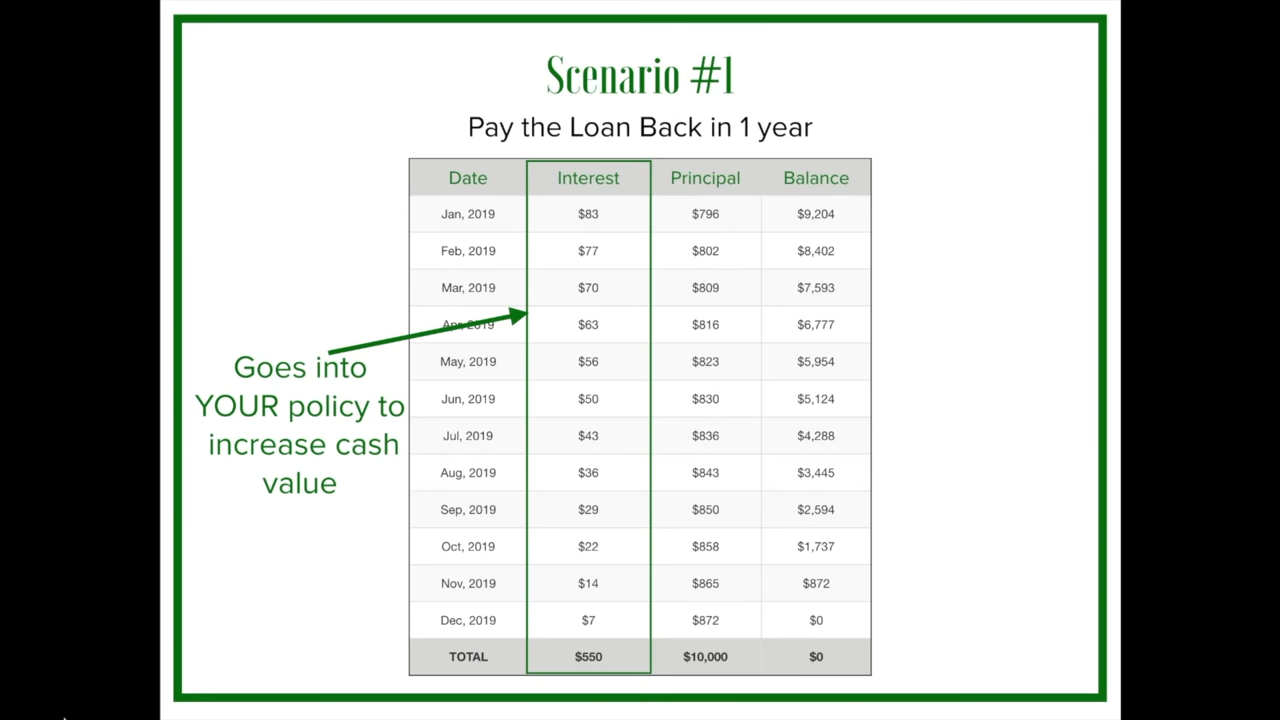 Scenario #1
Pay the Loan Back in 1 year
Date Interest Principal Balance
Jan, 2019 $83 $796 $9,204
Feb, 2019 $77 $802 $8,402
Mar, 2019 $70 $809 $7,593
Apr, 2019 $63 $816 $6,777
May, 2019 $56 $823 $5,954
Jun, 2019 $50 $830 $5,124
Jul, 2019 $43 $836 $4,288
Aug, 2019 $36 $843 $3,445
Sep, 2019 $29 $850 $2,594
Oct, 2019 $22 $858 $1,737
Nov, 2019 $14 $865 $872
Dec, 2019 $7 $872 $0
TOTAL $550 $10,000 $0
Goes into
YOUR policy to
increase cash
value